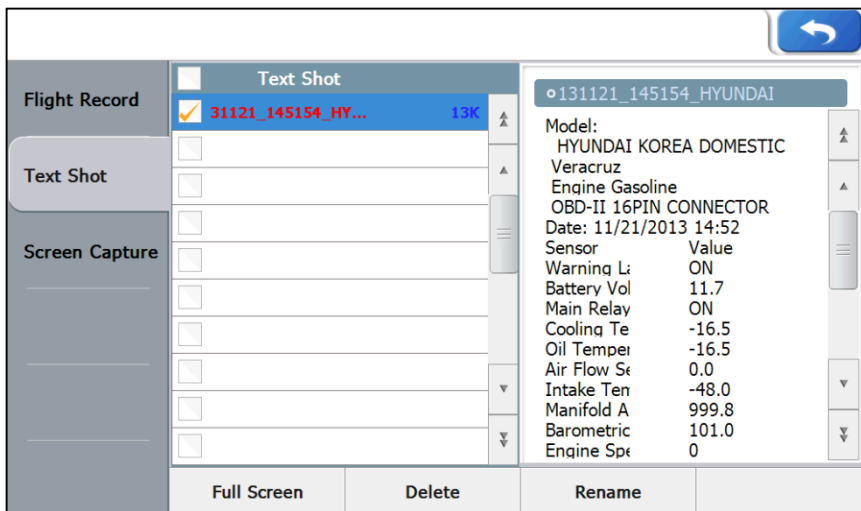 Flight Record
Text Shot
Screen Capture
Text Shot
31121_145154_HY... 13K
131121_145154_HYUNDAI
Model:
HYUNDAI KOREA DOMESTIC
Veracruz
Engine Gasoline
OBD-II 16PIN CONNECTOR
Date: 11/21/2013 14:52
Sensor Value
Warning La ON
Battery Vol 11.7
Main Relay ON
Cooling Te -16.5
Oil Temper -16.5
Air Flow Se 0.0
Intake Tem -48.0
Manifold A 999.8
Barometric 101.0
Engine Spe 0
Full Screen Delete Rename